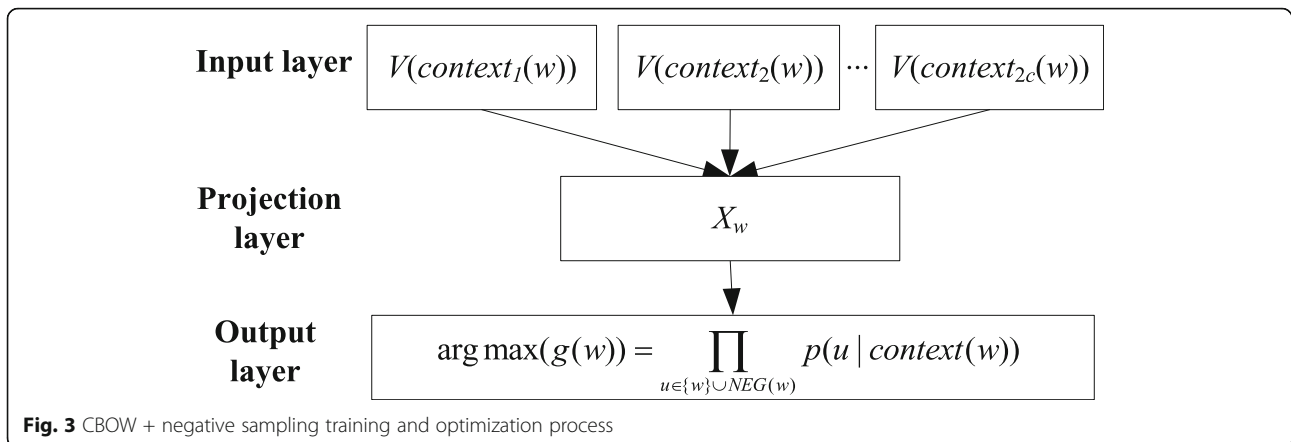 Input layer V(context₁(w)) V(context₂(w)) ... V(context₂c(w))
Projection
layer
X_w
Output
layer
arg max(g(w)) = ∏ p(u | context(w))
u∈{w}∪NEG(w)
Fig. 3 CBOW + negative sampling training and optimization process